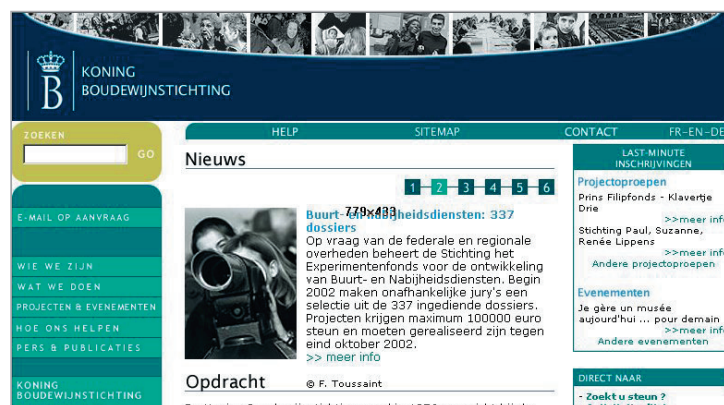 KONING
BOUDEWIJNSTICHTING
ZOEKEN
GO
HELP
SITEMAP
CONTACT
FR-EN-DE
E-MAIL OP AANVRAAG
WIE WE ZIJN
WAT WE DOEN
PROJECTEN & EVENEMENTEN
HOE ONS HELPEN
PERS & PUBLICATIES
KONING
BOUDEWIJNSTICHTING
Nieuws
1 2 3 4 5 6
779x433
Buurt- en nabijheidsdiensten: 337
dossiers
Op vraag van de federale en regionale
overheden beheert de Stichting het
Experimentenfonds voor de ontwikkeling
van Buurt- en Nabijheidsdiensten. Begin
2002 maken onafhankelijke jury's een
selectie uit de 337 ingediende dossiers.
Projecten krijgen maximum 100000 euro
steun en moeten gerealiseerd zijn tegen
eind oktober 2002.
>> meer info
Opdracht
© F. Toussaint
LAST-MINUTE
INSCHRIJVINGEN
Projectoproepen
Prins Filipfonds - Klavertje
Drie
>>meer inf
Stichting Paul, Suzanne,
Renée Lippens
>>meer inf
Andere projectoproepen
Evenementen
Je gère un musée
aujourd'hui ... pour demain
>>meer inf
Andere evenementen
DIRECT NAAR
- Zoekt u steun ?